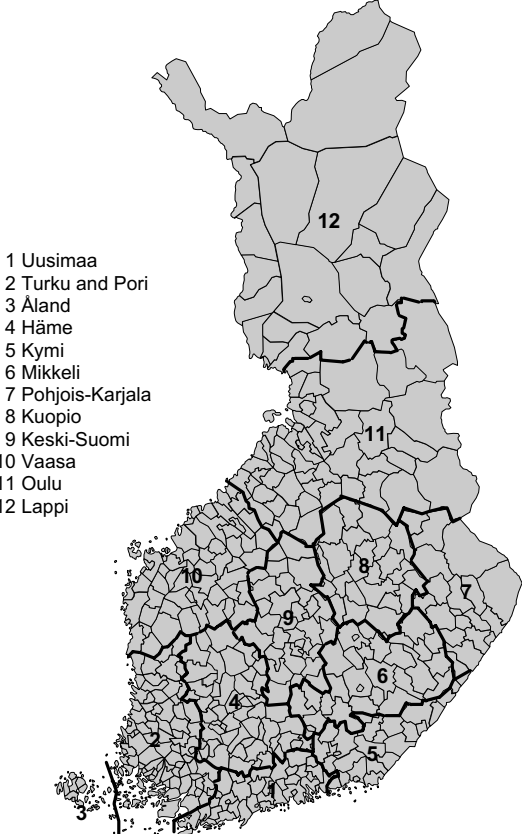 1 Uusimaa
2 Turku and Pori
3 Åland
4 Häme
5 Kymi
6 Mikkeli
7 Pohjois-Karjala
8 Kuopio
9 Keski-Suomi
10 Vaasa
11 Oulu
12 Lappi
12
11
8
10
7
9
6
4
2
5
1
3